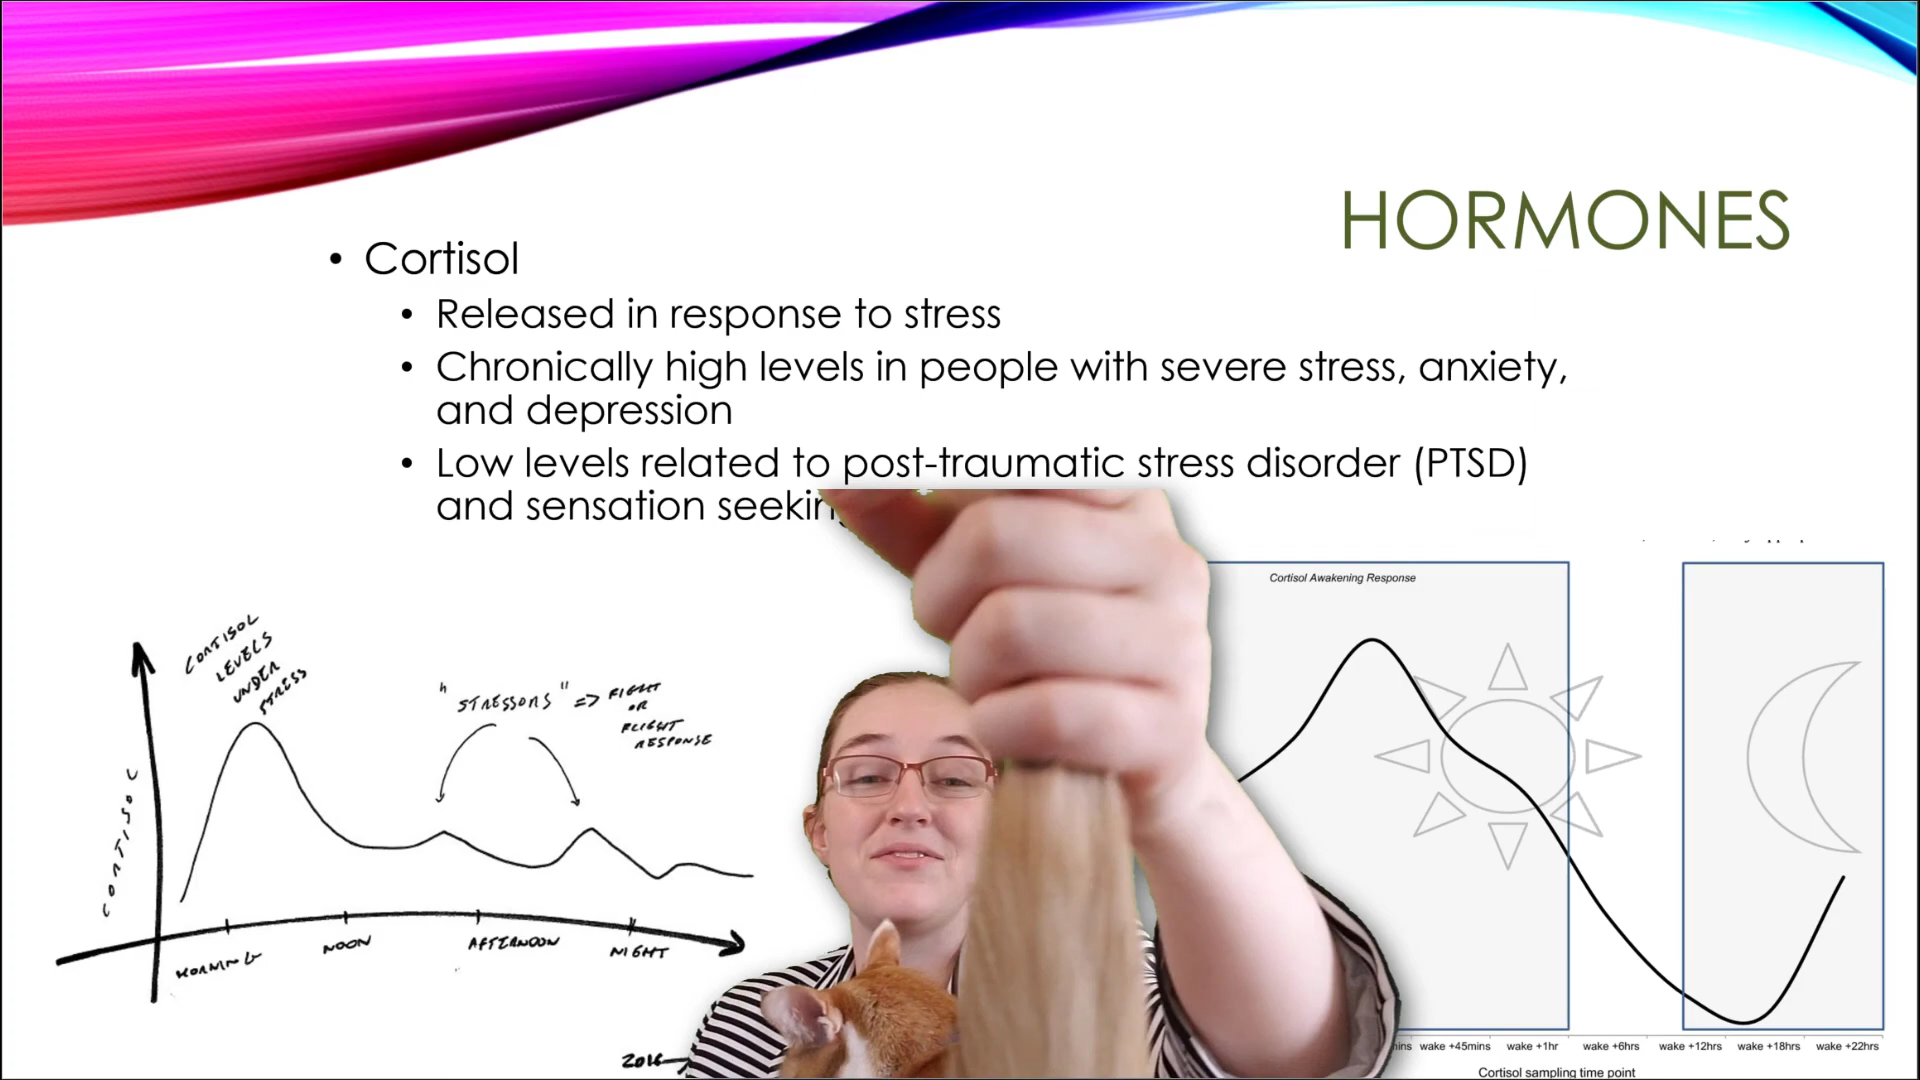 HORMONES
• Cortisol
• Released in response to stress
• Chronically high levels in people with severe stress, anxiety,
and depression
• Low levels related to post-traumatic stress disorder (PTSD)
and sensation
CORTISOL
LEVELS
UNDER
STRESS
"STRESSORS" => FIGHT
OR
FLIGHT
RESPONSE
CORTISOL
MORNING
NOON
AFTERNOON
NIGHT
2016
Cortisol Awakening Response
wake +45mins wake +1hr wake +6hrs wake +12hrs wake +18hrs wake +22hrs
Cortisol sampling time point